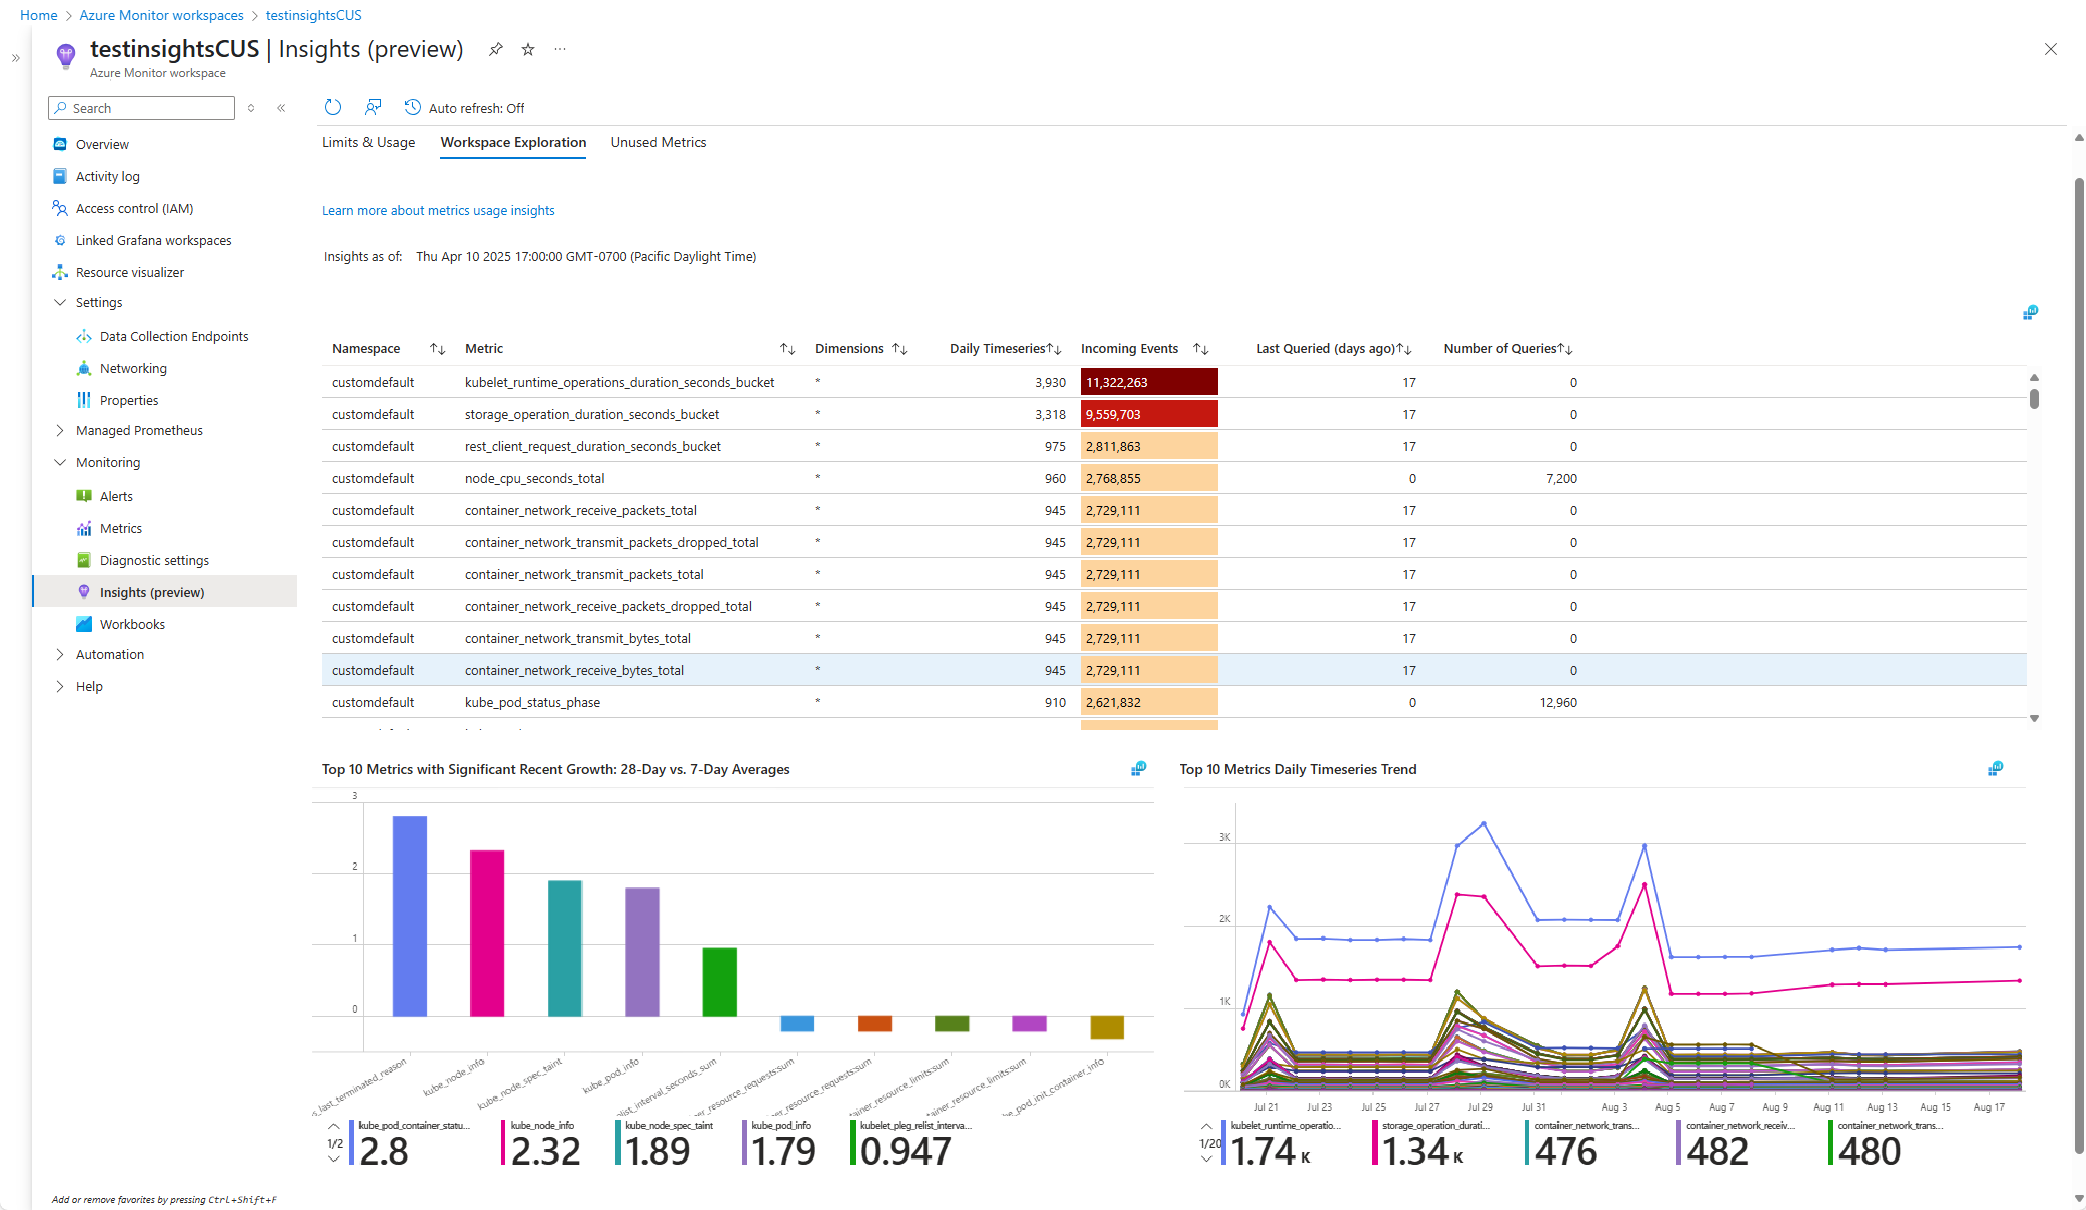 Home > Azure Monitor workspaces > testinsightsCUS
testinsightsCUS | Insights (preview)
Azure Monitor workspace
Search
Auto refresh: Off
Overview
Activity log
Access control (IAM)
Linked Grafana workspaces
Resource visualizer
Settings
Data Collection Endpoints
Networking
Properties
Managed Prometheus
Monitoring
Alerts
Metrics
Diagnostic settings
Insights (preview)
Workbooks
Automation
Help
Add or remove favorites by pressing Ctrl+Shift+F
Limits & Usage Workspace Exploration Unused Metrics
Learn more about metrics usage insights
Insights as of: Thu Apr 10 2025 17:00:00 GMT-0700 (Pacific Daylight Time)
Namespace Metric Dimensions Daily Timeseries Incoming Events Last Queried (days ago) Number of Queries
customdefault kubelet_runtime_operations_duration_seconds_bucket * 3,930 11,322,263 17 0
customdefault storage_operation_duration_seconds_bucket * 3,318 9,559,703 17 0
customdefault rest_client_request_duration_seconds_bucket * 975 2,811,863 17 0
customdefault node_cpu_seconds_total * 960 2,768,855 0 7,200
customdefault container_network_receive_packets_total * 945 2,729,111 17 0
customdefault container_network_transmit_packets_dropped_total * 945 2,729,111 17 0
customdefault container_network_transmit_packets_total * 945 2,729,111 17 0
customdefault container_network_receive_packets_dropped_total * 945 2,729,111 17 0
customdefault container_network_transmit_bytes_total * 945 2,729,111 17 0
customdefault container_network_receive_bytes_total * 945 2,729,111 17 0
customdefault kube_pod_status_phase * 910 2,621,832 0 12,960
Top 10 Metrics with Significant Recent Growth: 28-Day vs. 7-Day Averages
3
2
1
0
s_last_terminated_reason kube_node_info kube_node_spec_taint kube_pod_info list_interval_seconds_sum er_resource_requests:sum er_resource_requests:sum tainer_resource_limits:sum tainer_resource_limits:sum be_pod_init_container_info
1/2
kube_pod_container_statu... kube_node_info kube_node_spec_taint kube_pod_info kubelet_pleg_relist_interva...
2.8 2.32 1.89 1.79 0.947
Top 10 Metrics Daily Timeseries Trend
3K
2K
1K
0K
Jul 21 Jul 23 Jul 25 Jul 27 Jul 29 Jul 31 Aug 3 Aug 5 Aug 7 Aug 9 Aug 11 Aug 13 Aug 15 Aug 17
1/20
kubelet_runtime_operatio... storage_operation_durati... container_network_trans... container_network_receiv... container_network_trans...
1.74 K 1.34 K 476 482 480